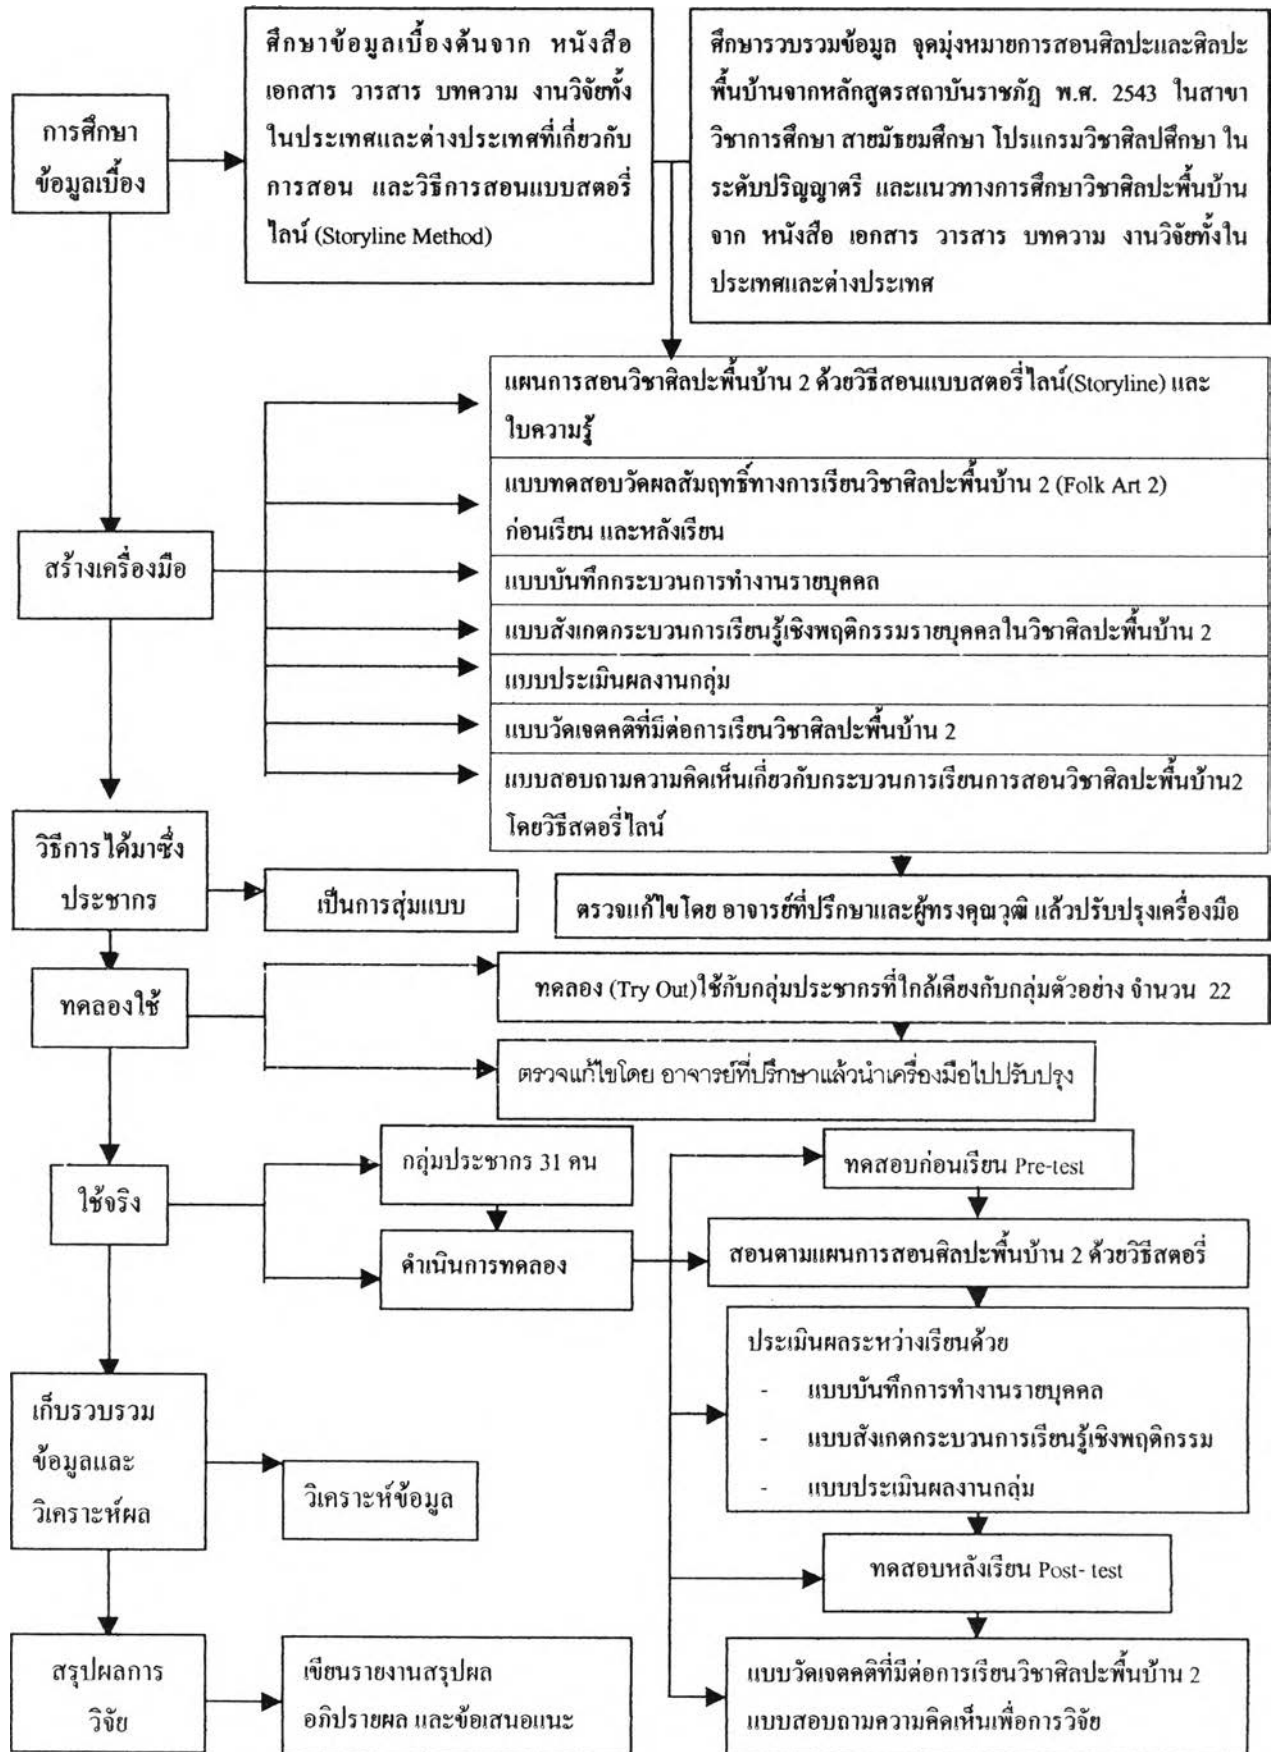 การศึกษา
ข้อมูลเบื้อง
ศึกษาข้อมูลเบื้องต้นจาก หนังสือ
เอกสาร วารสาร บทความ งานวิจัยทั้ง
ในประเทศและต่างประเทศที่เกี่ยวกับ
การสอน และวิธีการสอนแบบสตอรี่
ไลน์ (Storyline Method)
ศึกษารวบรวมข้อมูล จุดมุ่งหมายการสอนศิลปะและศิลปะ
พื้นบ้านจากหลักสูตรสถาบันราชภัฏ พ.ศ. 2543 ในสาขา
วิชาการศึกษา สายมัธยมศึกษา โปรแกรมวิชาศิลปศึกษา ใน
ระดับปริญญาตรี และแนวทางการศึกษาวิชาศิลปะพื้นบ้าน
จาก หนังสือ เอกสาร วารสาร บทความ งานวิจัยทั้งใน
ประเทศและต่างประเทศ
สร้างเครื่องมือ
แผนการสอนวิชาศิลปะพื้นบ้าน 2 ด้วยวิธีสอนแบบสตอรี่ไลน์(Storyline) และ
ใบความรู้
แบบทดสอบวัดผลสัมฤทธิ์ทางการเรียนวิชาศิลปะพื้นบ้าน 2 (Folk Art 2)
ก่อนเรียน และหลังเรียน
แบบบันทึกกระบวนการทำงานรายบุคคล
แบบสังเกตกระบวนการเรียนรู้เชิงพฤติกรรมรายบุคคลในวิชาศิลปะพื้นบ้าน 2
แบบประเมินผลงานกลุ่ม
แบบวัดเจตคติที่มีต่อการเรียนวิชาศิลปะพื้นบ้าน 2
แบบสอบถามความคิดเห็นเกี่ยวกับกระบวนการเรียนการสอนวิชาศิลปะพื้นบ้าน2
โดยวิธีสตอรี่ไลน์
วิธีการได้มาซึ่ง
ประชากร
เป็นการสุ่มแบบ
ตรวจแก้ไขโดย อาจารย์ที่ปรึกษาและผู้ทรงคุณวุฒิ แล้วปรับปรุงเครื่องมือ
ทดลองใช้
ทดลอง (Try Out)ใช้กับกลุ่มประชากรที่ใกล้เคียงกับกลุ่มตัวอย่าง จำนวน 22
ตรวจแก้ไขโดย อาจารย์ที่ปรึกษาแล้วนำเครื่องมือไปปรับปรุง
ใช้จริง
กลุ่มประชากร 31 คน
ดำเนินการทดลอง
ทดสอบก่อนเรียน Pre-test
สอนตามแผนการสอนศิลปะพื้นบ้าน 2 ด้วยวิธีสตอรี่
ประเมินผลระหว่างเรียนด้วย
- แบบบันทึกการทำงานรายบุคคล
- แบบสังเกตกระบวนการเรียนรู้เชิงพฤติกรรม
- แบบประเมินผลงานกลุ่ม
เก็บรวบรวม
ข้อมูลและ
วิเคราะห์ผล
วิเคราะห์ข้อมูล
ทดสอบหลังเรียน Post- test
สรุปผลการ
วิจัย
เขียนรายงานสรุปผล
อภิปรายผล และข้อเสนอแนะ
แบบวัดเจตคติที่มีต่อการเรียนวิชาศิลปะพื้นบ้าน 2
แบบสอบถามความคิดเห็นเพื่อการวิจัย